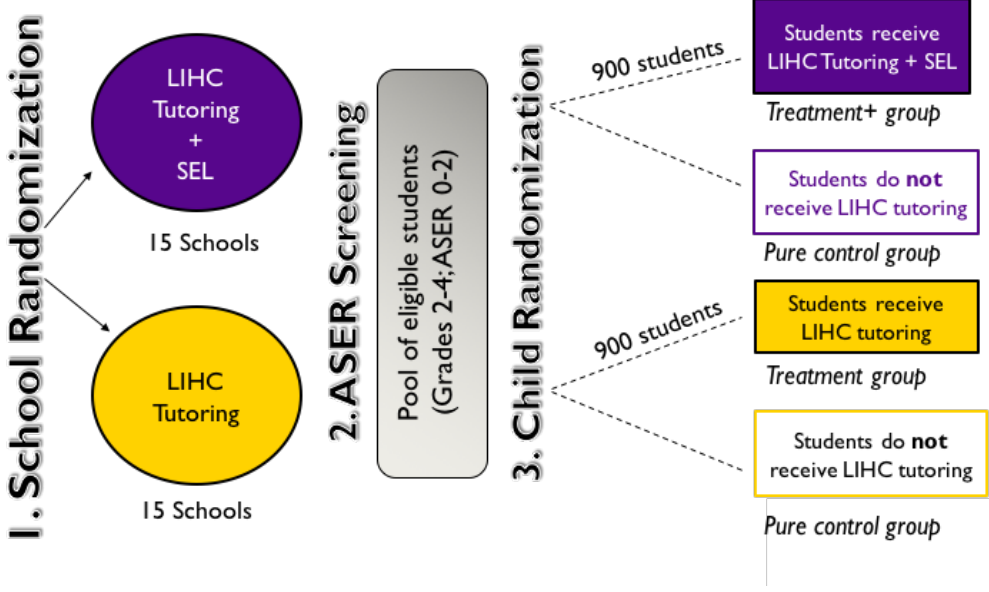 1. School Randomization
LIHC
Tutoring
+
SEL
15 Schools
LIHC
Tutoring
15 Schools
2. ASER Screening
Pool of eligible students
(Grades 2-4; ASER 0-2)
3. Child Randomization
900 students
Students receive
LIHC Tutoring + SEL
Treatment+ group
Students do not
receive LIHC tutoring
Pure control group
900 students
Students receive
LIHC tutoring
Treatment group
Students do not
receive LIHC tutoring
Pure control group